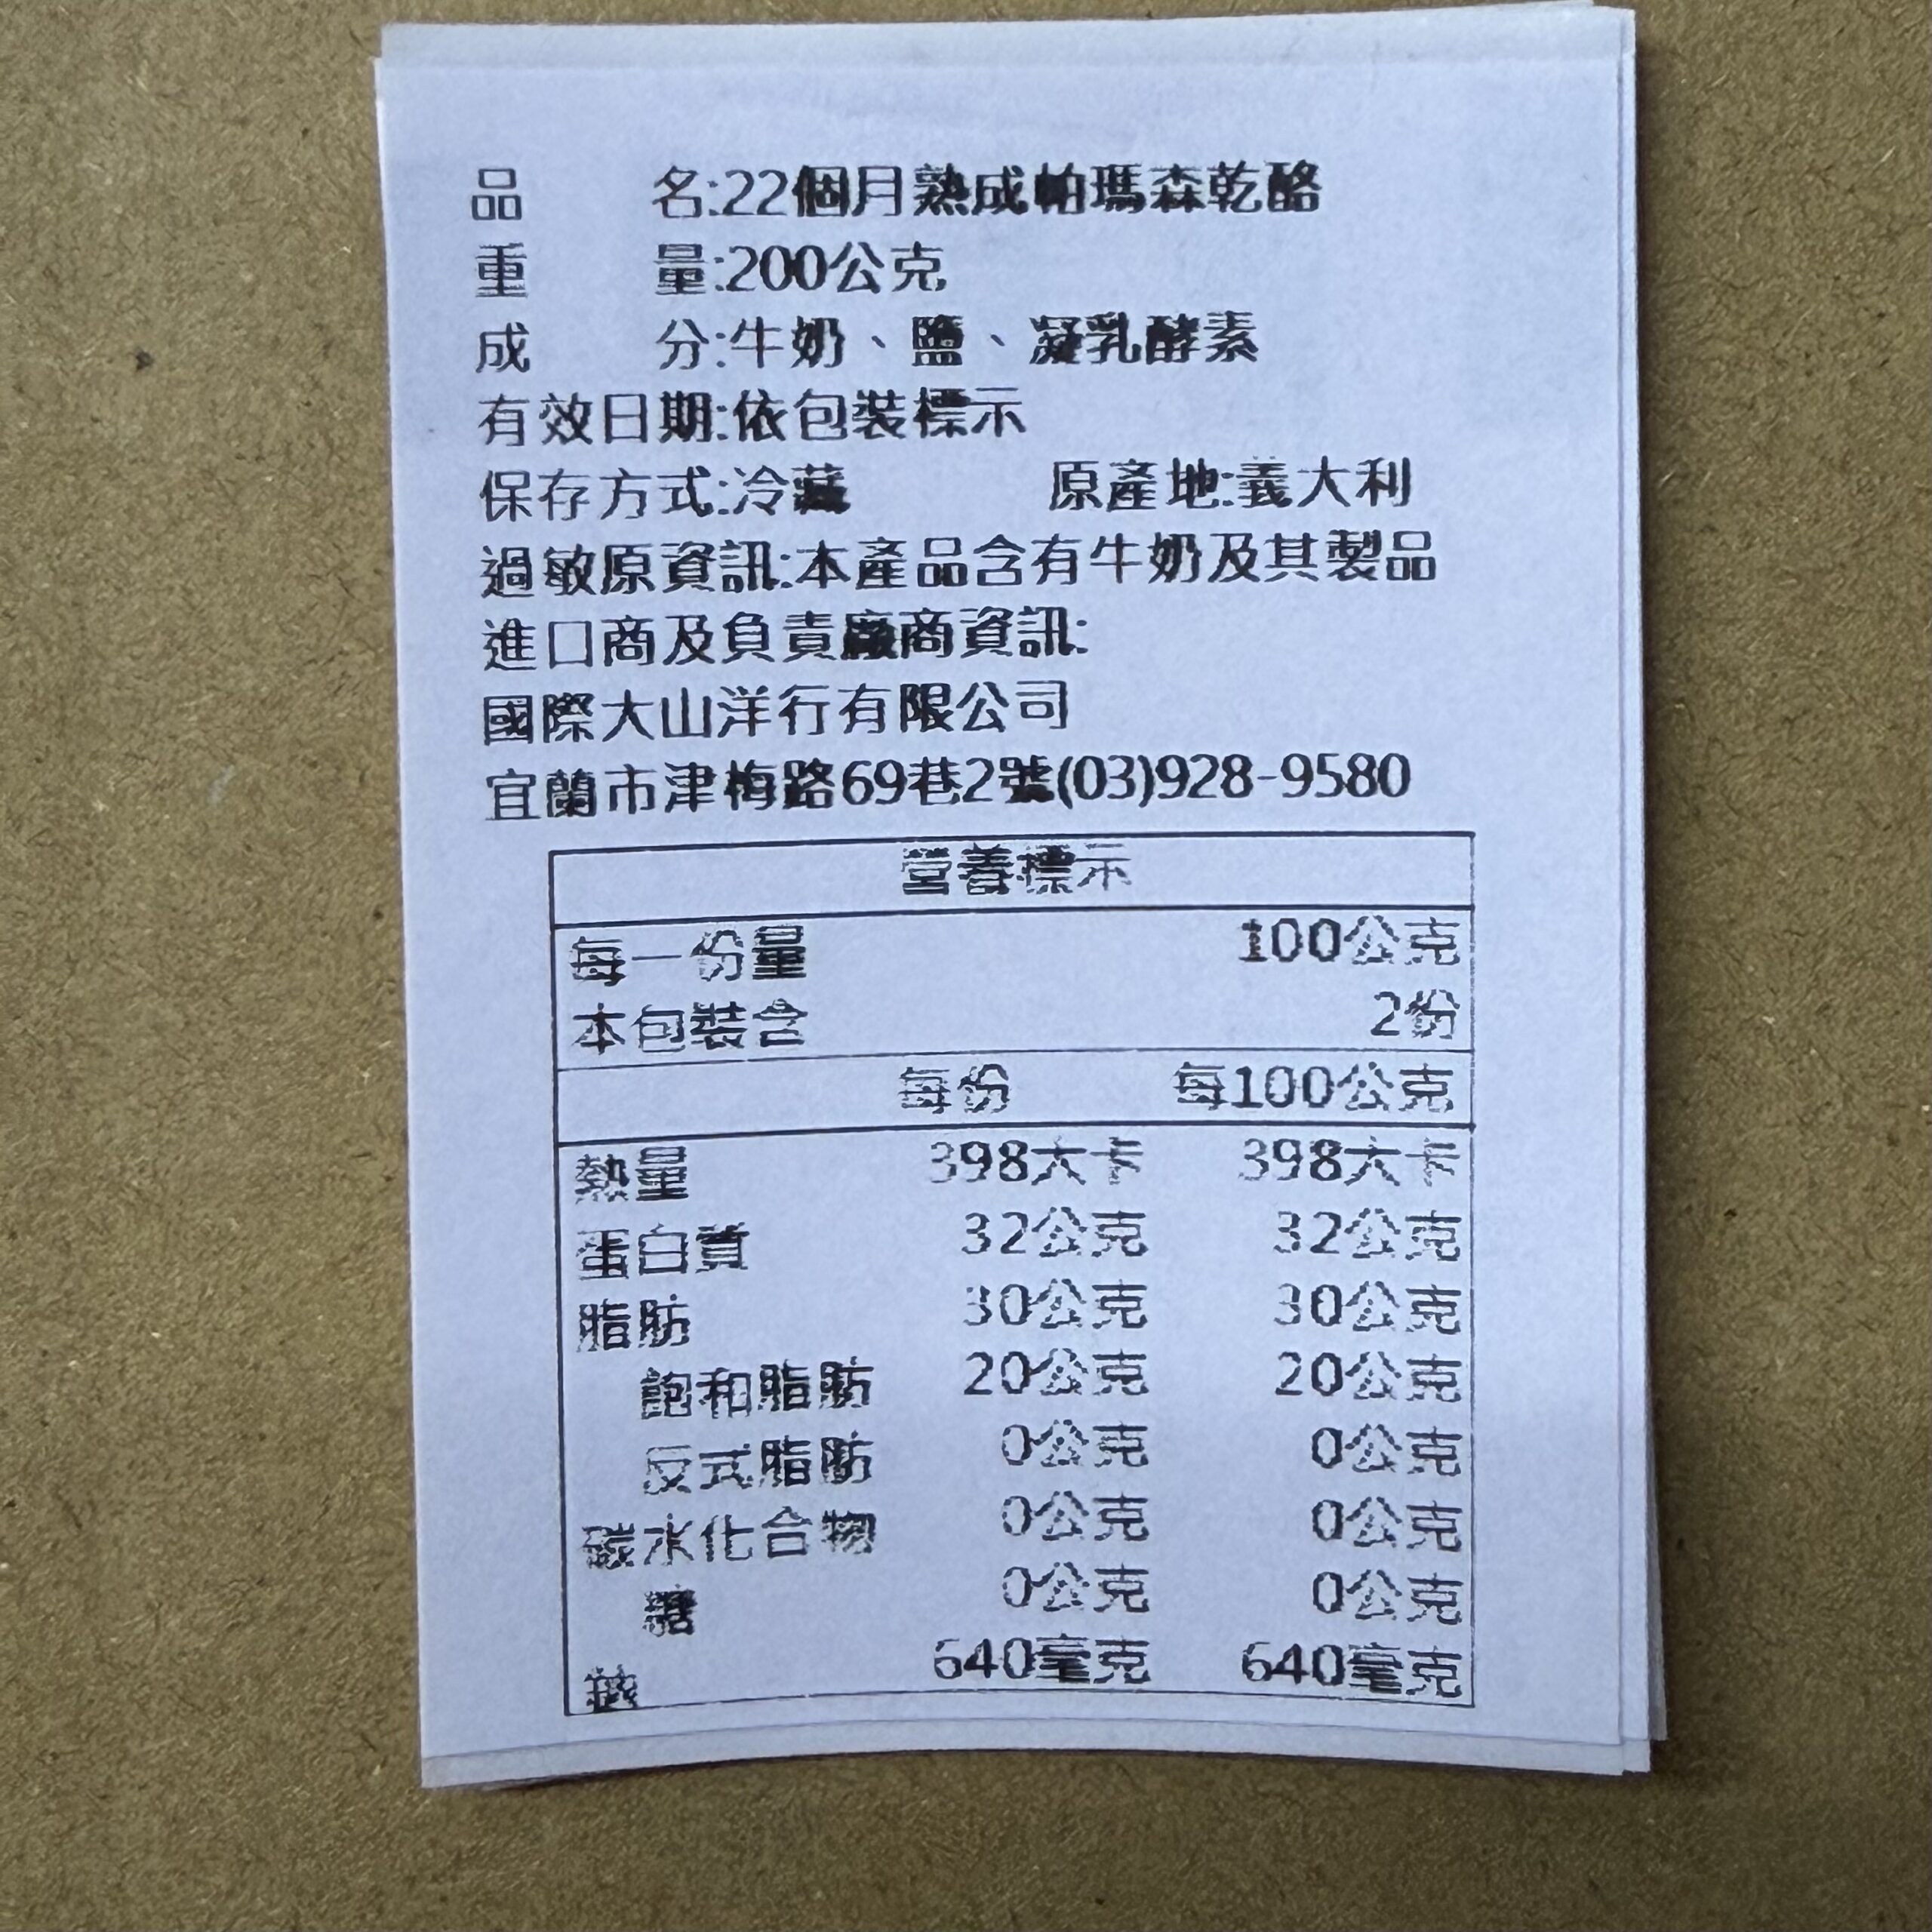 品　　名:22個月熟成帕瑪森乾酪
重　　量:200公克
成　　分:牛奶、鹽、凝乳酵素
有效日期:依包裝標示
保存方式:冷藏　　　原產地:義大利
過敏原資訊:本產品含有牛奶及其製品
進口商及負責廠商資訊:
國際大山洋行有限公司
宜蘭市津梅路69巷2號(03)928-9580
營養標示
每一份量 100公克
本包裝含 2份
每份 每100公克
熱量 398大卡 398大卡
蛋白質 32公克 32公克
脂肪 30公克 30公克
飽和脂肪 20公克 20公克
反式脂肪 0公克 0公克
碳水化合物 0公克 0公克
糖 0公克 0公克
鈉 640毫克 640毫克